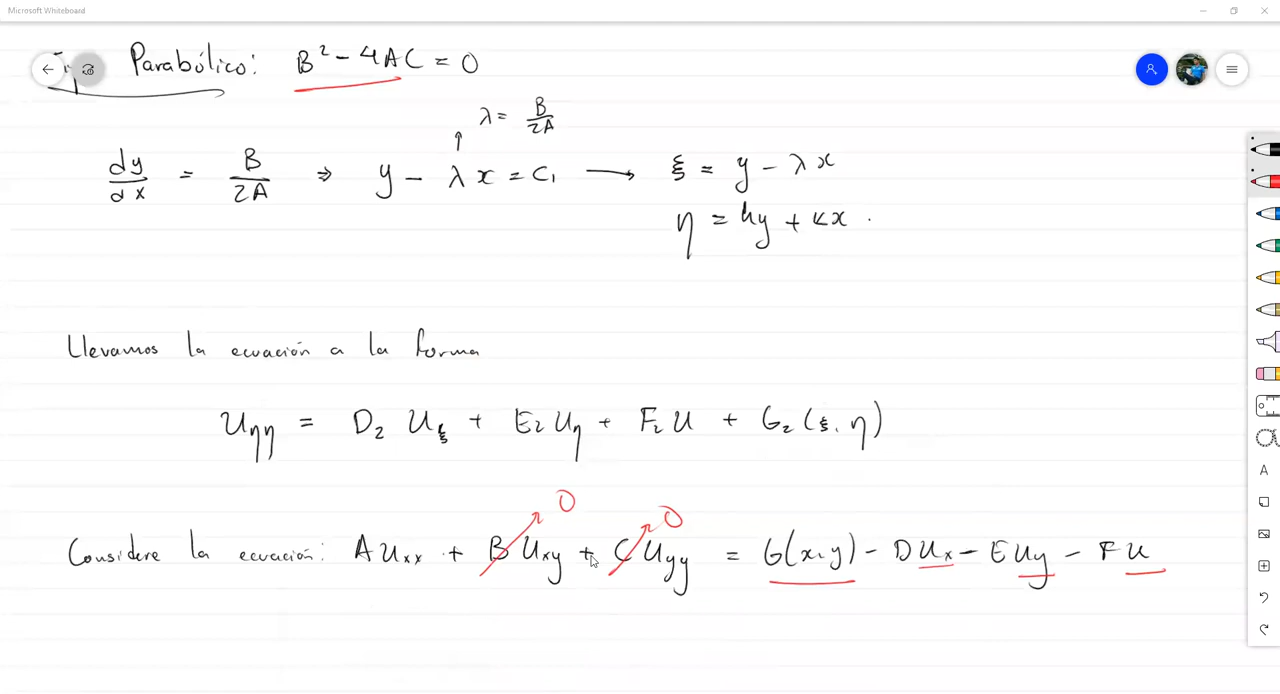 Microsoft Whiteboard
Parabólico: B² - 4AC = 0
λ = B/2A
dy/dx = B/2A ⇒ y - λx = C₁ → ξ = y - λx
η = hy + kx.
Llevamos la ecuación a la forma
Uηη = D₂ Uξ + E₂ Uη + F₂ U + G₂ (ξ, η)
0 0
Considere la ecuación: A Uxx + B Uxy + C Uyy = G(x,y) - D Ux - E Uy - F U
A